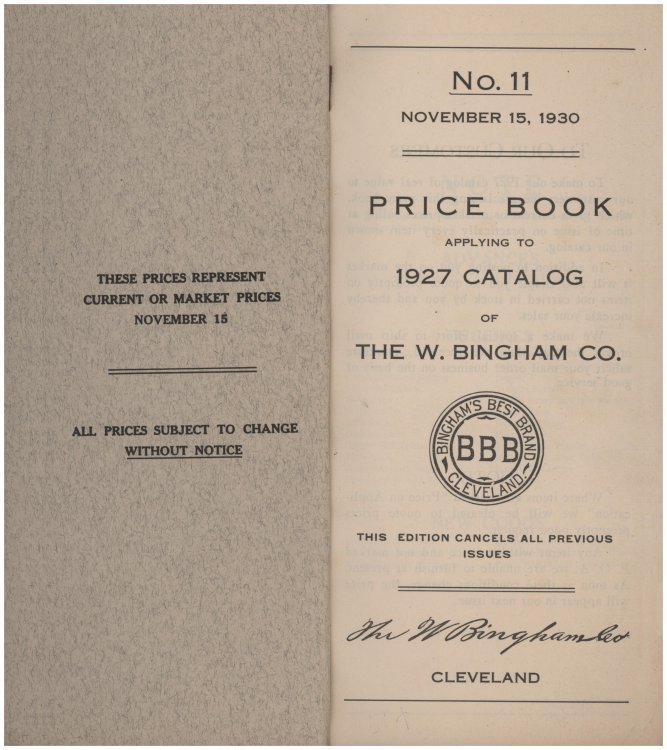 THESE PRICES REPRESENT
CURRENT OR MARKET PRICES
NOVEMBER 15
ALL PRICES SUBJECT TO CHANGE
WITHOUT NOTICE
No. 11
NOVEMBER 15, 1930
PRICE BOOK
APPLYING TO
1927 CATALOG
OF
THE W. BINGHAM CO.
BINGHAM'S BEST BRAND
BBB
CLEVELAND.
THIS EDITION CANCELS ALL PREVIOUS
ISSUES
The W Bingham Co
CLEVELAND